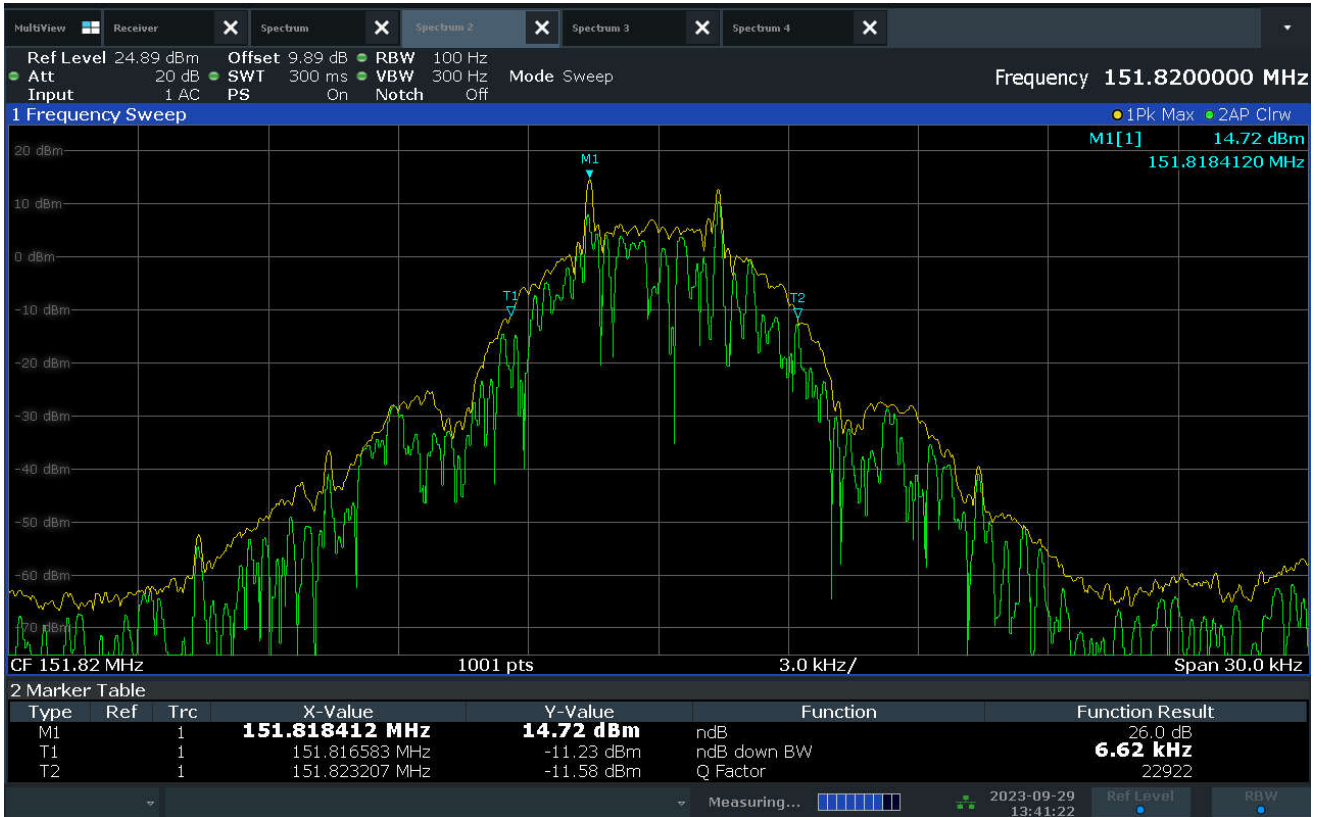 MultiView Receiver X Spectrum X Spectrum 2 X Spectrum 3 X Spectrum 4 X
Ref Level 24.89 dBm Offset 9.89 dB RBW 100 Hz
Att 20 dB SWT 300 ms VBW 300 Hz Mode Sweep Frequency 151.8200000 MHz
Input 1 AC PS On Notch Off
1 Frequency Sweep 1Pk Max 2AP Clrw
M1[1] 14.72 dBm
151.8184120 MHz
20 dBm
M1
10 dBm
0 dBm
T1
T2
-10 dBm
-20 dBm
-30 dBm
-40 dBm
-50 dBm
-60 dBm
-70 dBm
CF 151.82 MHz 1001 pts 3.0 kHz/ Span 30.0 kHz
2 Marker Table
Type Ref Trc X-Value Y-Value Function Function Result
M1 1 151.818412 MHz 14.72 dBm ndB 26.0 dB
T1 1 151.816583 MHz -11.23 dBm ndB down BW 6.62 kHz
T2 1 151.823207 MHz -11.58 dBm Q Factor 22922
Measuring... 2023-09-29 Ref Level RBW
13:41:22